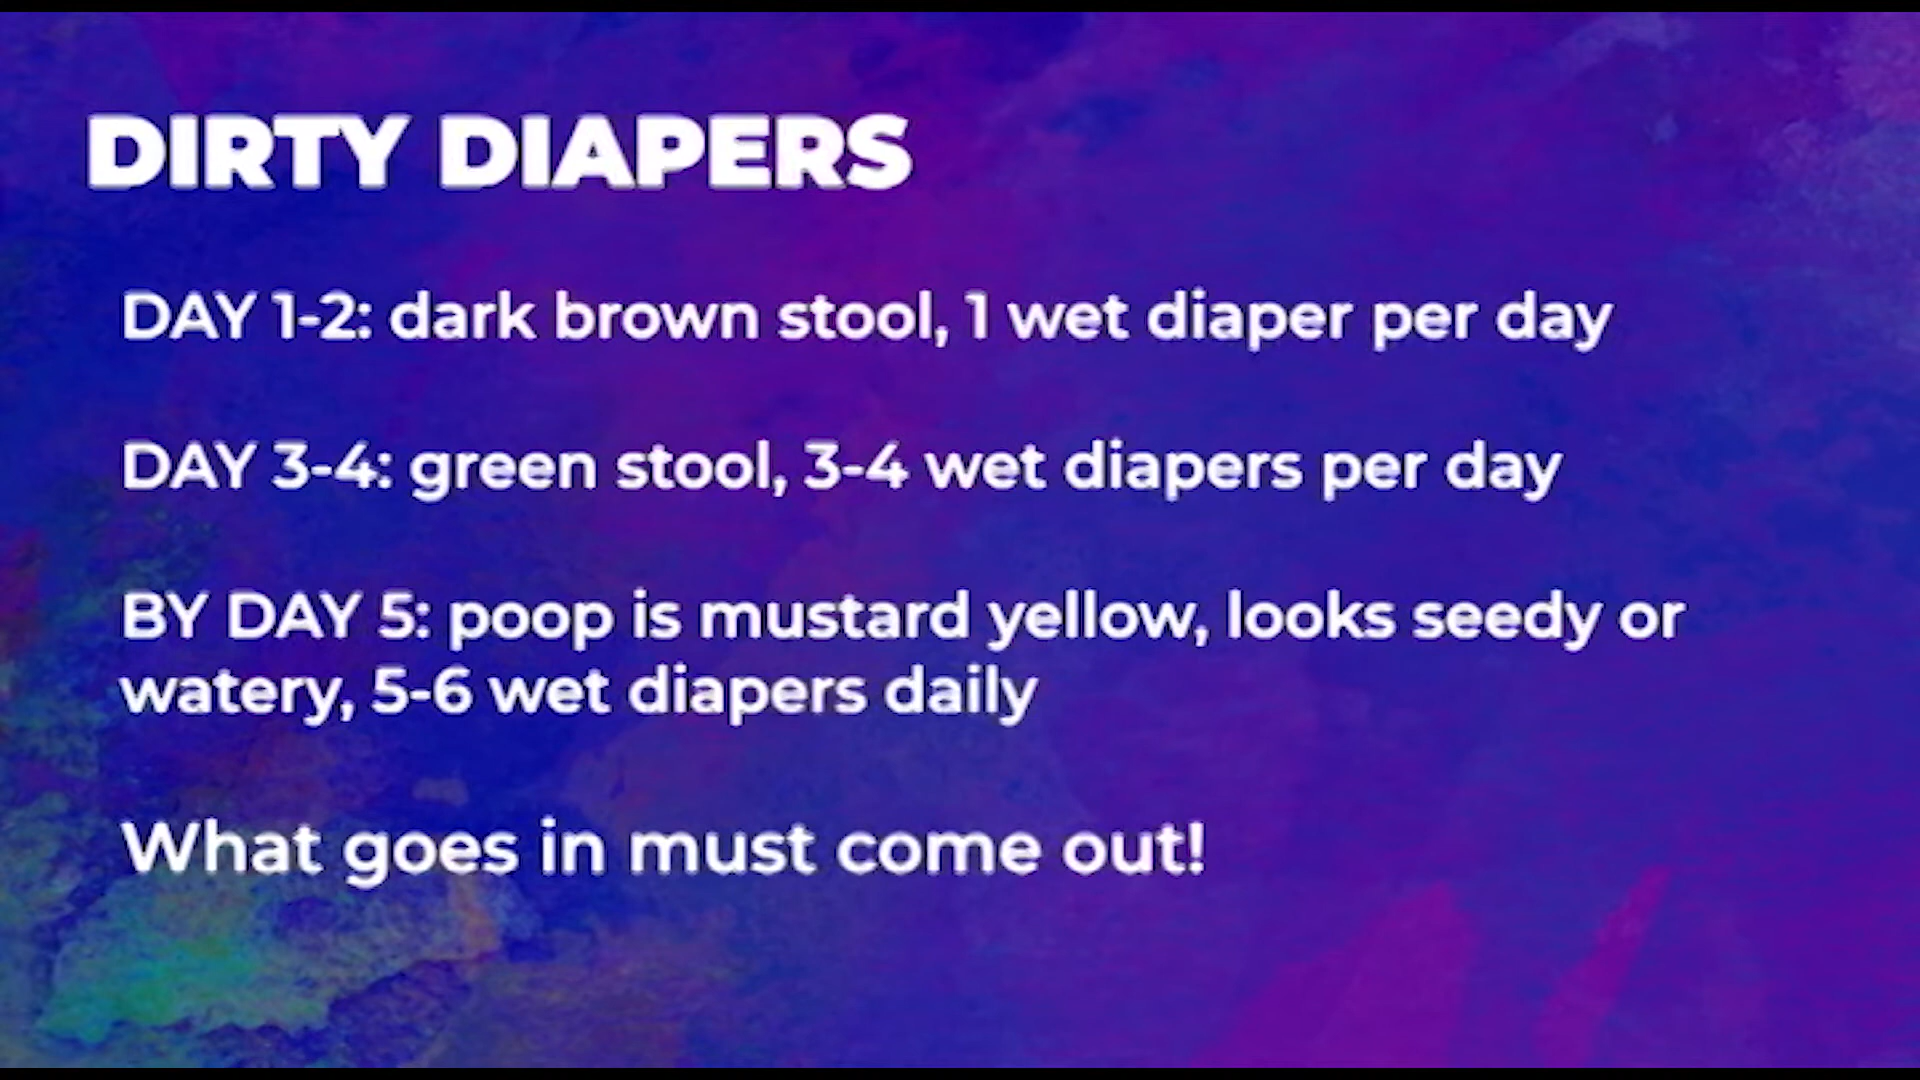 DIRTY DIAPERS
DAY 1-2: dark brown stool, 1 wet diaper per day
DAY 3-4: green stool, 3-4 wet diapers per day
BY DAY 5: poop is mustard yellow, looks seedy or
watery, 5-6 wet diapers daily
What goes in must come out!